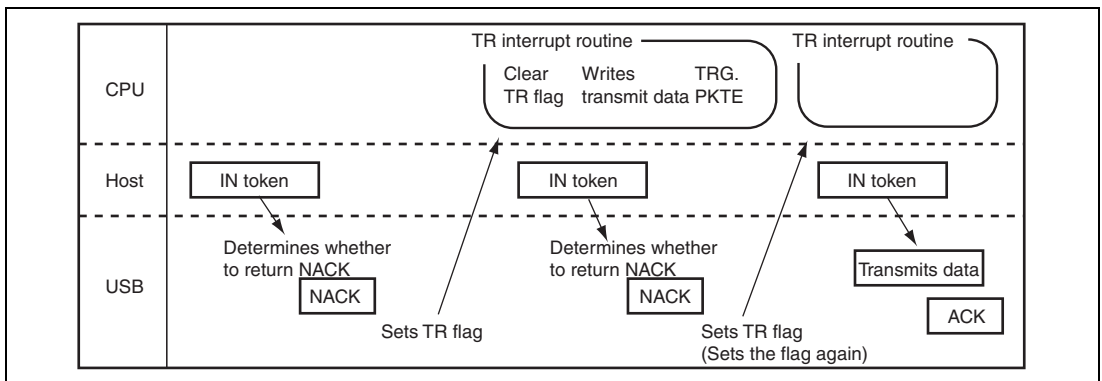 TR interrupt routine
TR interrupt routine
CPU
Clear Writes TRG.
TR flag transmit data PKTE
Host
IN token
IN token
IN token
USB
Determines whether
to return NACK
NACK
Sets TR flag
Determines whether
to return NACK
NACK
Sets TR flag
(Sets the flag again)
Transmits data
ACK